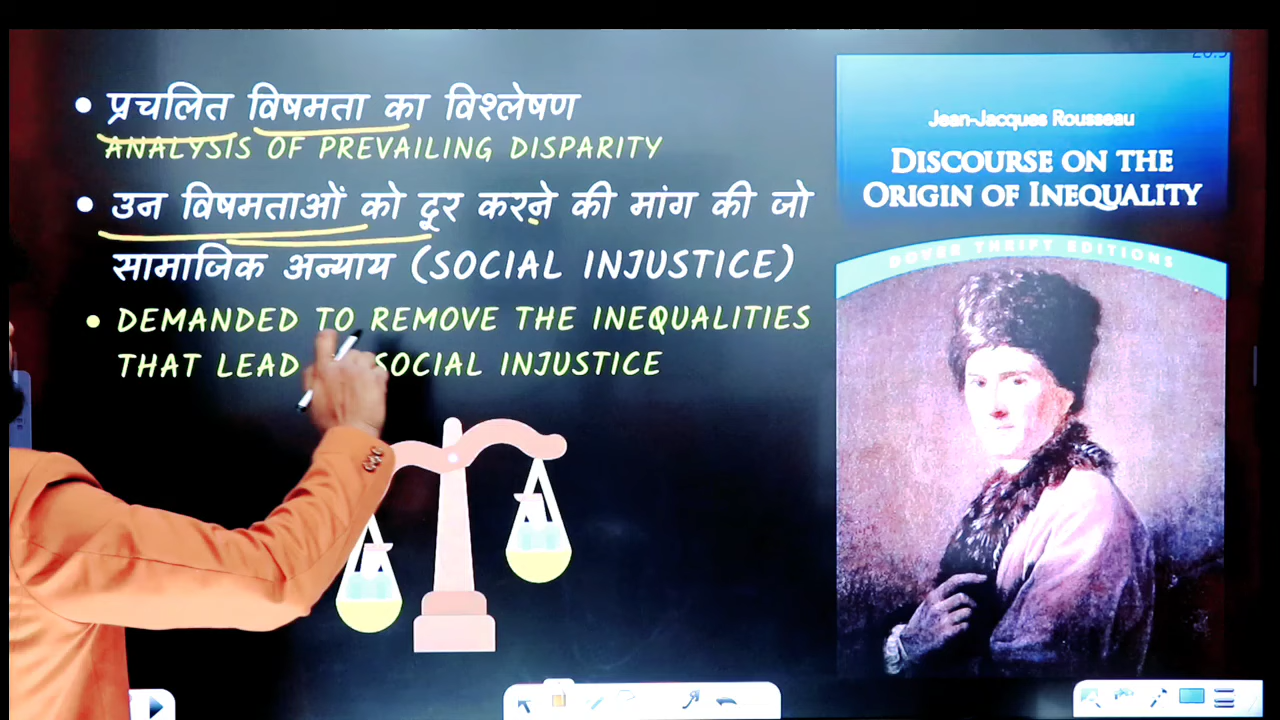 • प्रचलित विषमता का विश्लेषण
ANALYSIS OF PREVAILING DISPARITY
• उन विषमताओं को दूर करने की मांग की जो
सामाजिक अन्याय (SOCIAL INJUSTICE)
• DEMANDED TO REMOVE THE INEQUALITIES
THAT LEAD SOCIAL INJUSTICE
Jean-Jacques Rousseau
DISCOURSE ON THE
ORIGIN OF INEQUALITY
DOVER THRIFT EDITIONS